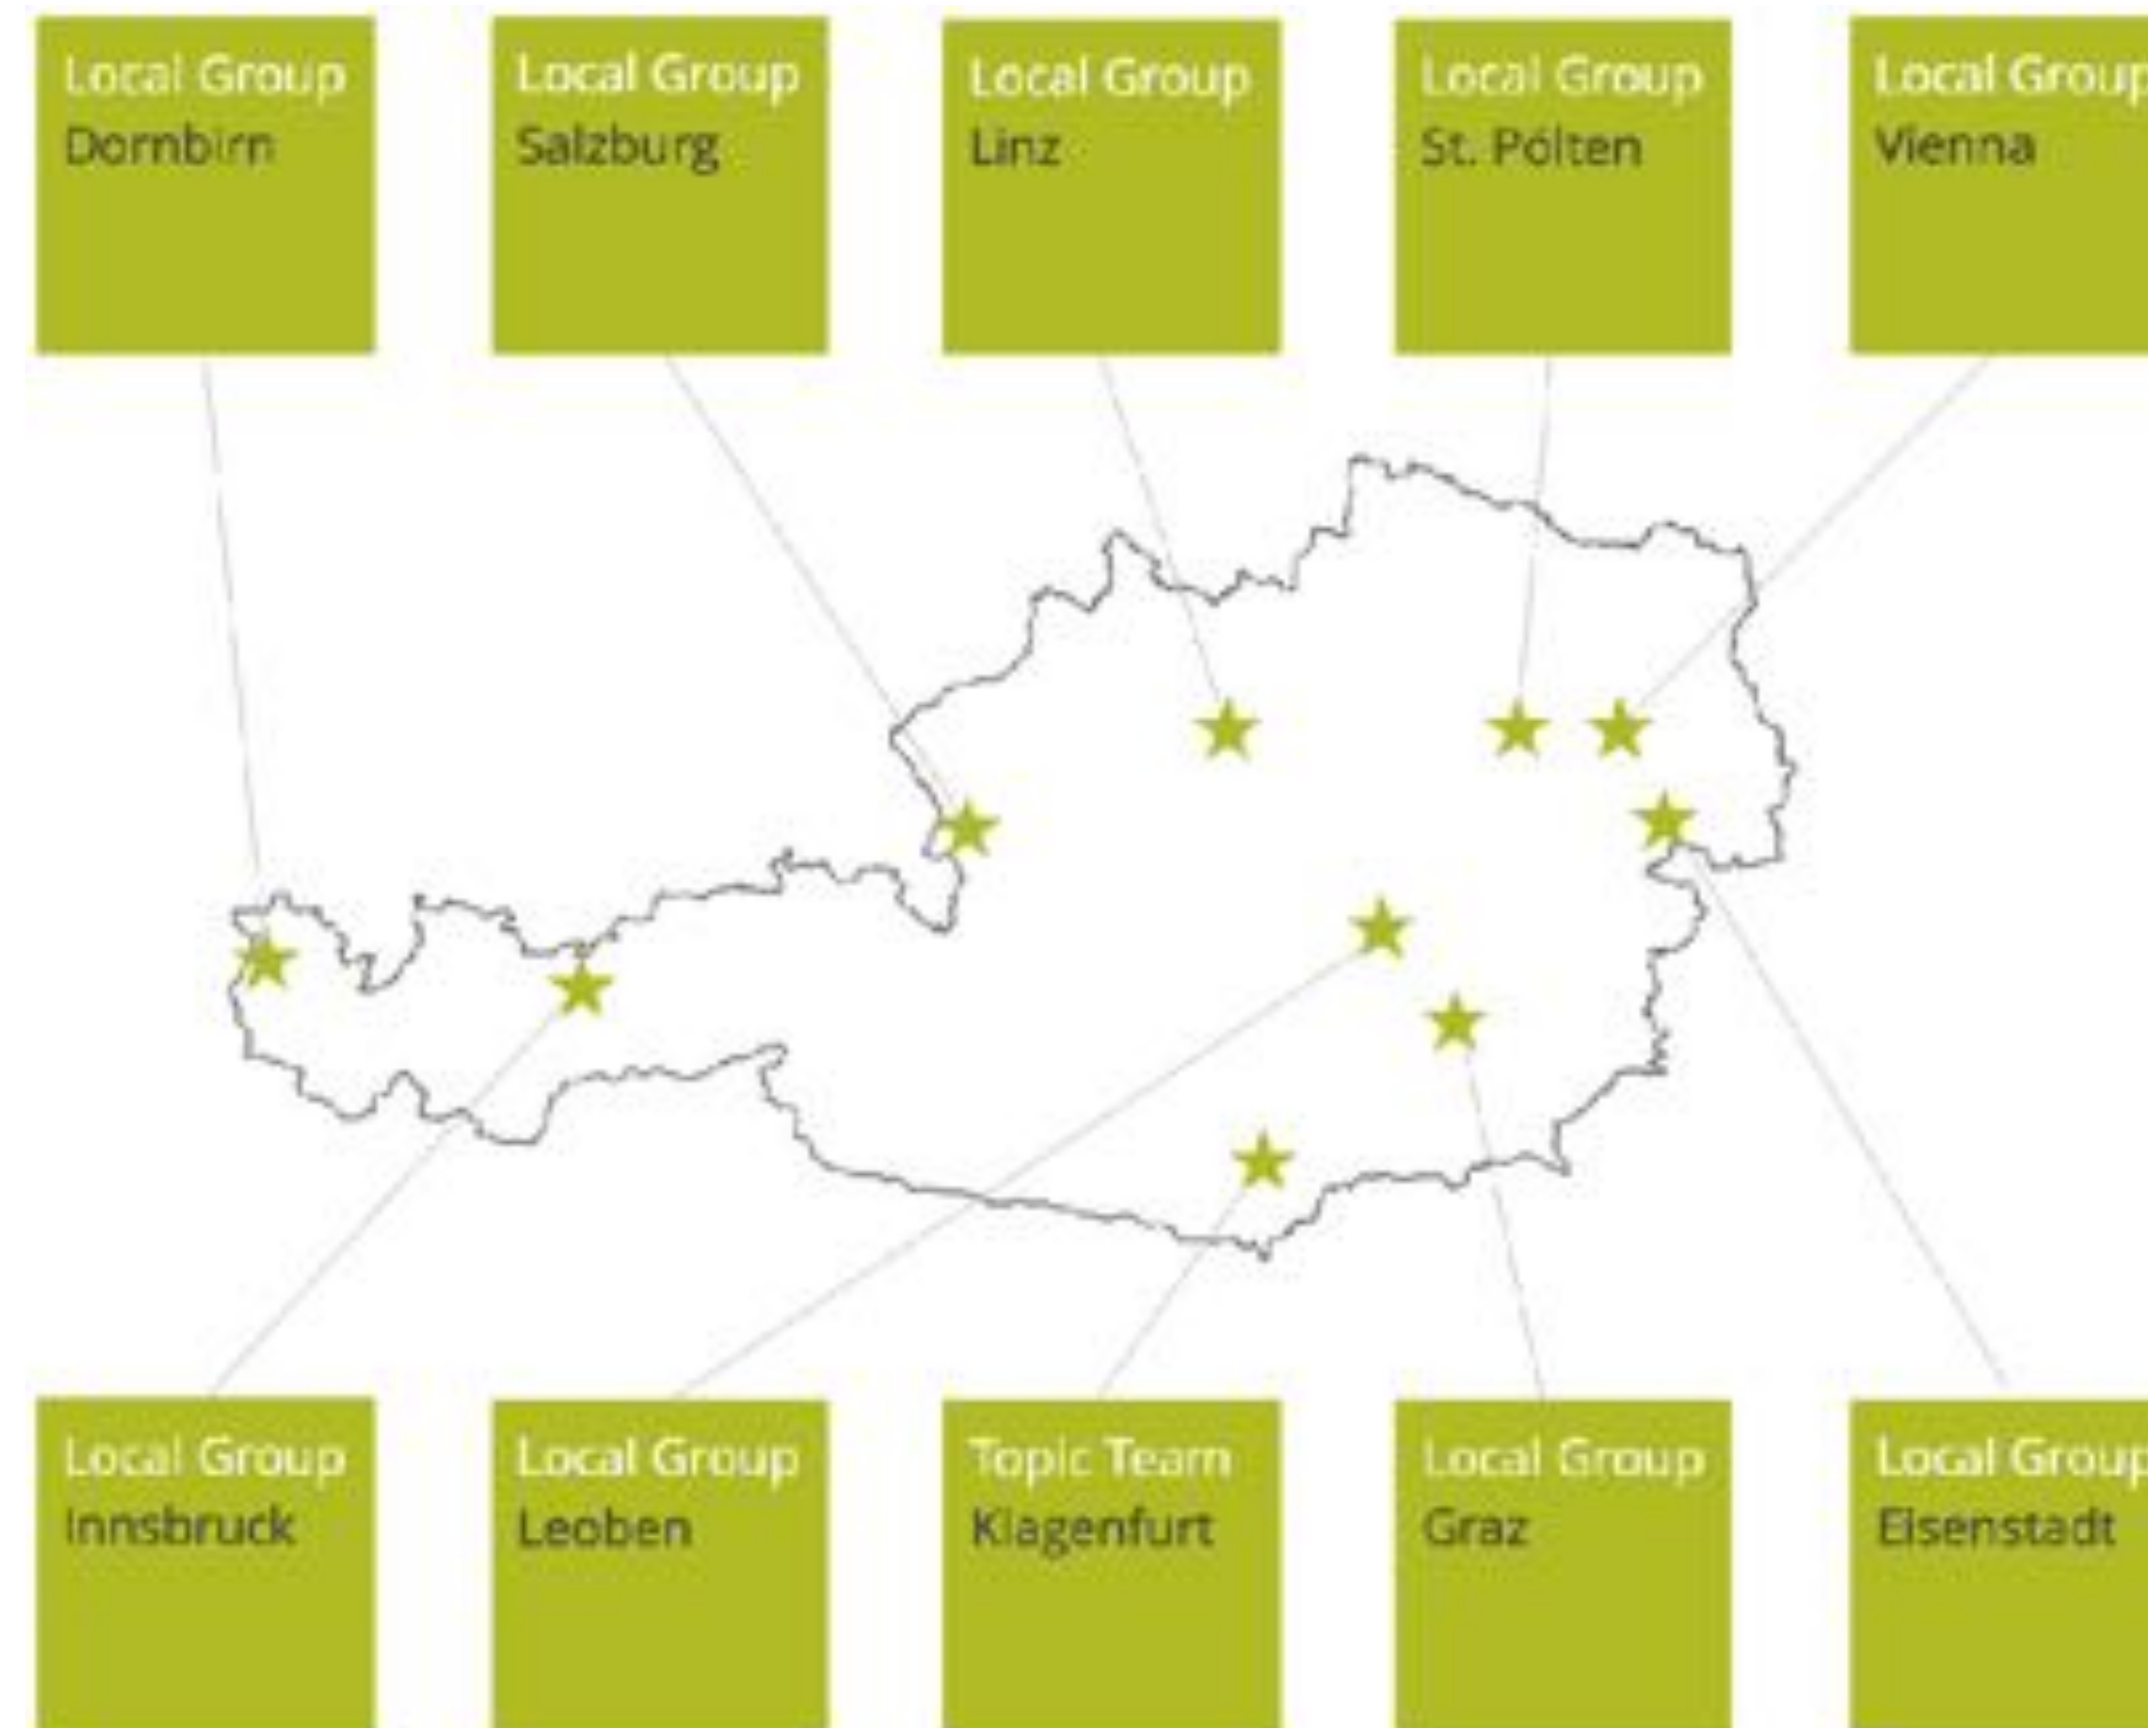 Local Group
Dornbirn
Local Group
Salzburg
Local Group
Linz
Local Group
St. Pölten
Local Group
Vienna
Local Group
Innsbruck
Local Group
Leoben
Topic Team
Klagenfurt
Local Group
Graz
Local Group
Eisenstadt